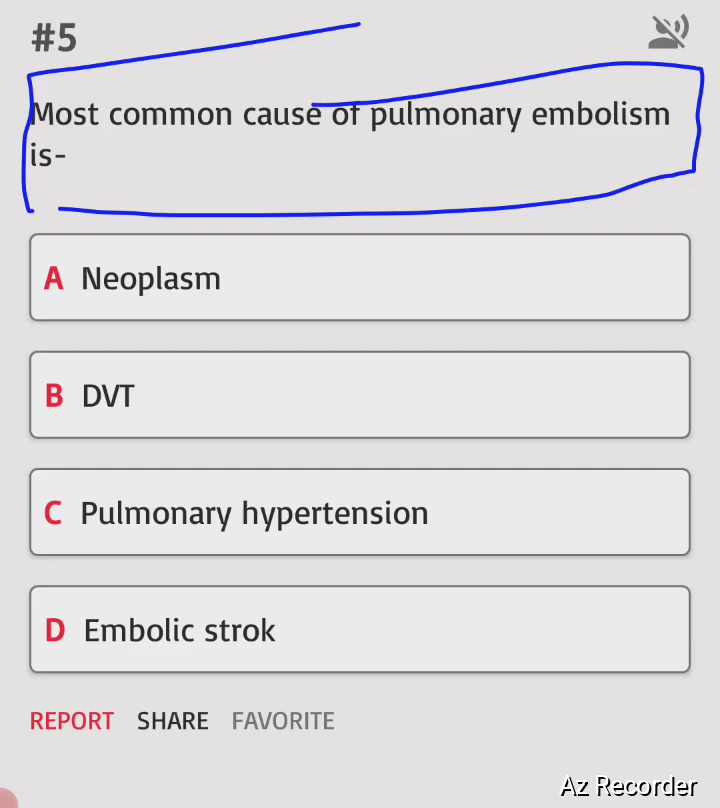 #5
Most common cause of pulmonary embolism
is-
A Neoplasm
B DVT
C Pulmonary hypertension
D Embolic strok
REPORT SHARE FAVORITE
Az Recorder